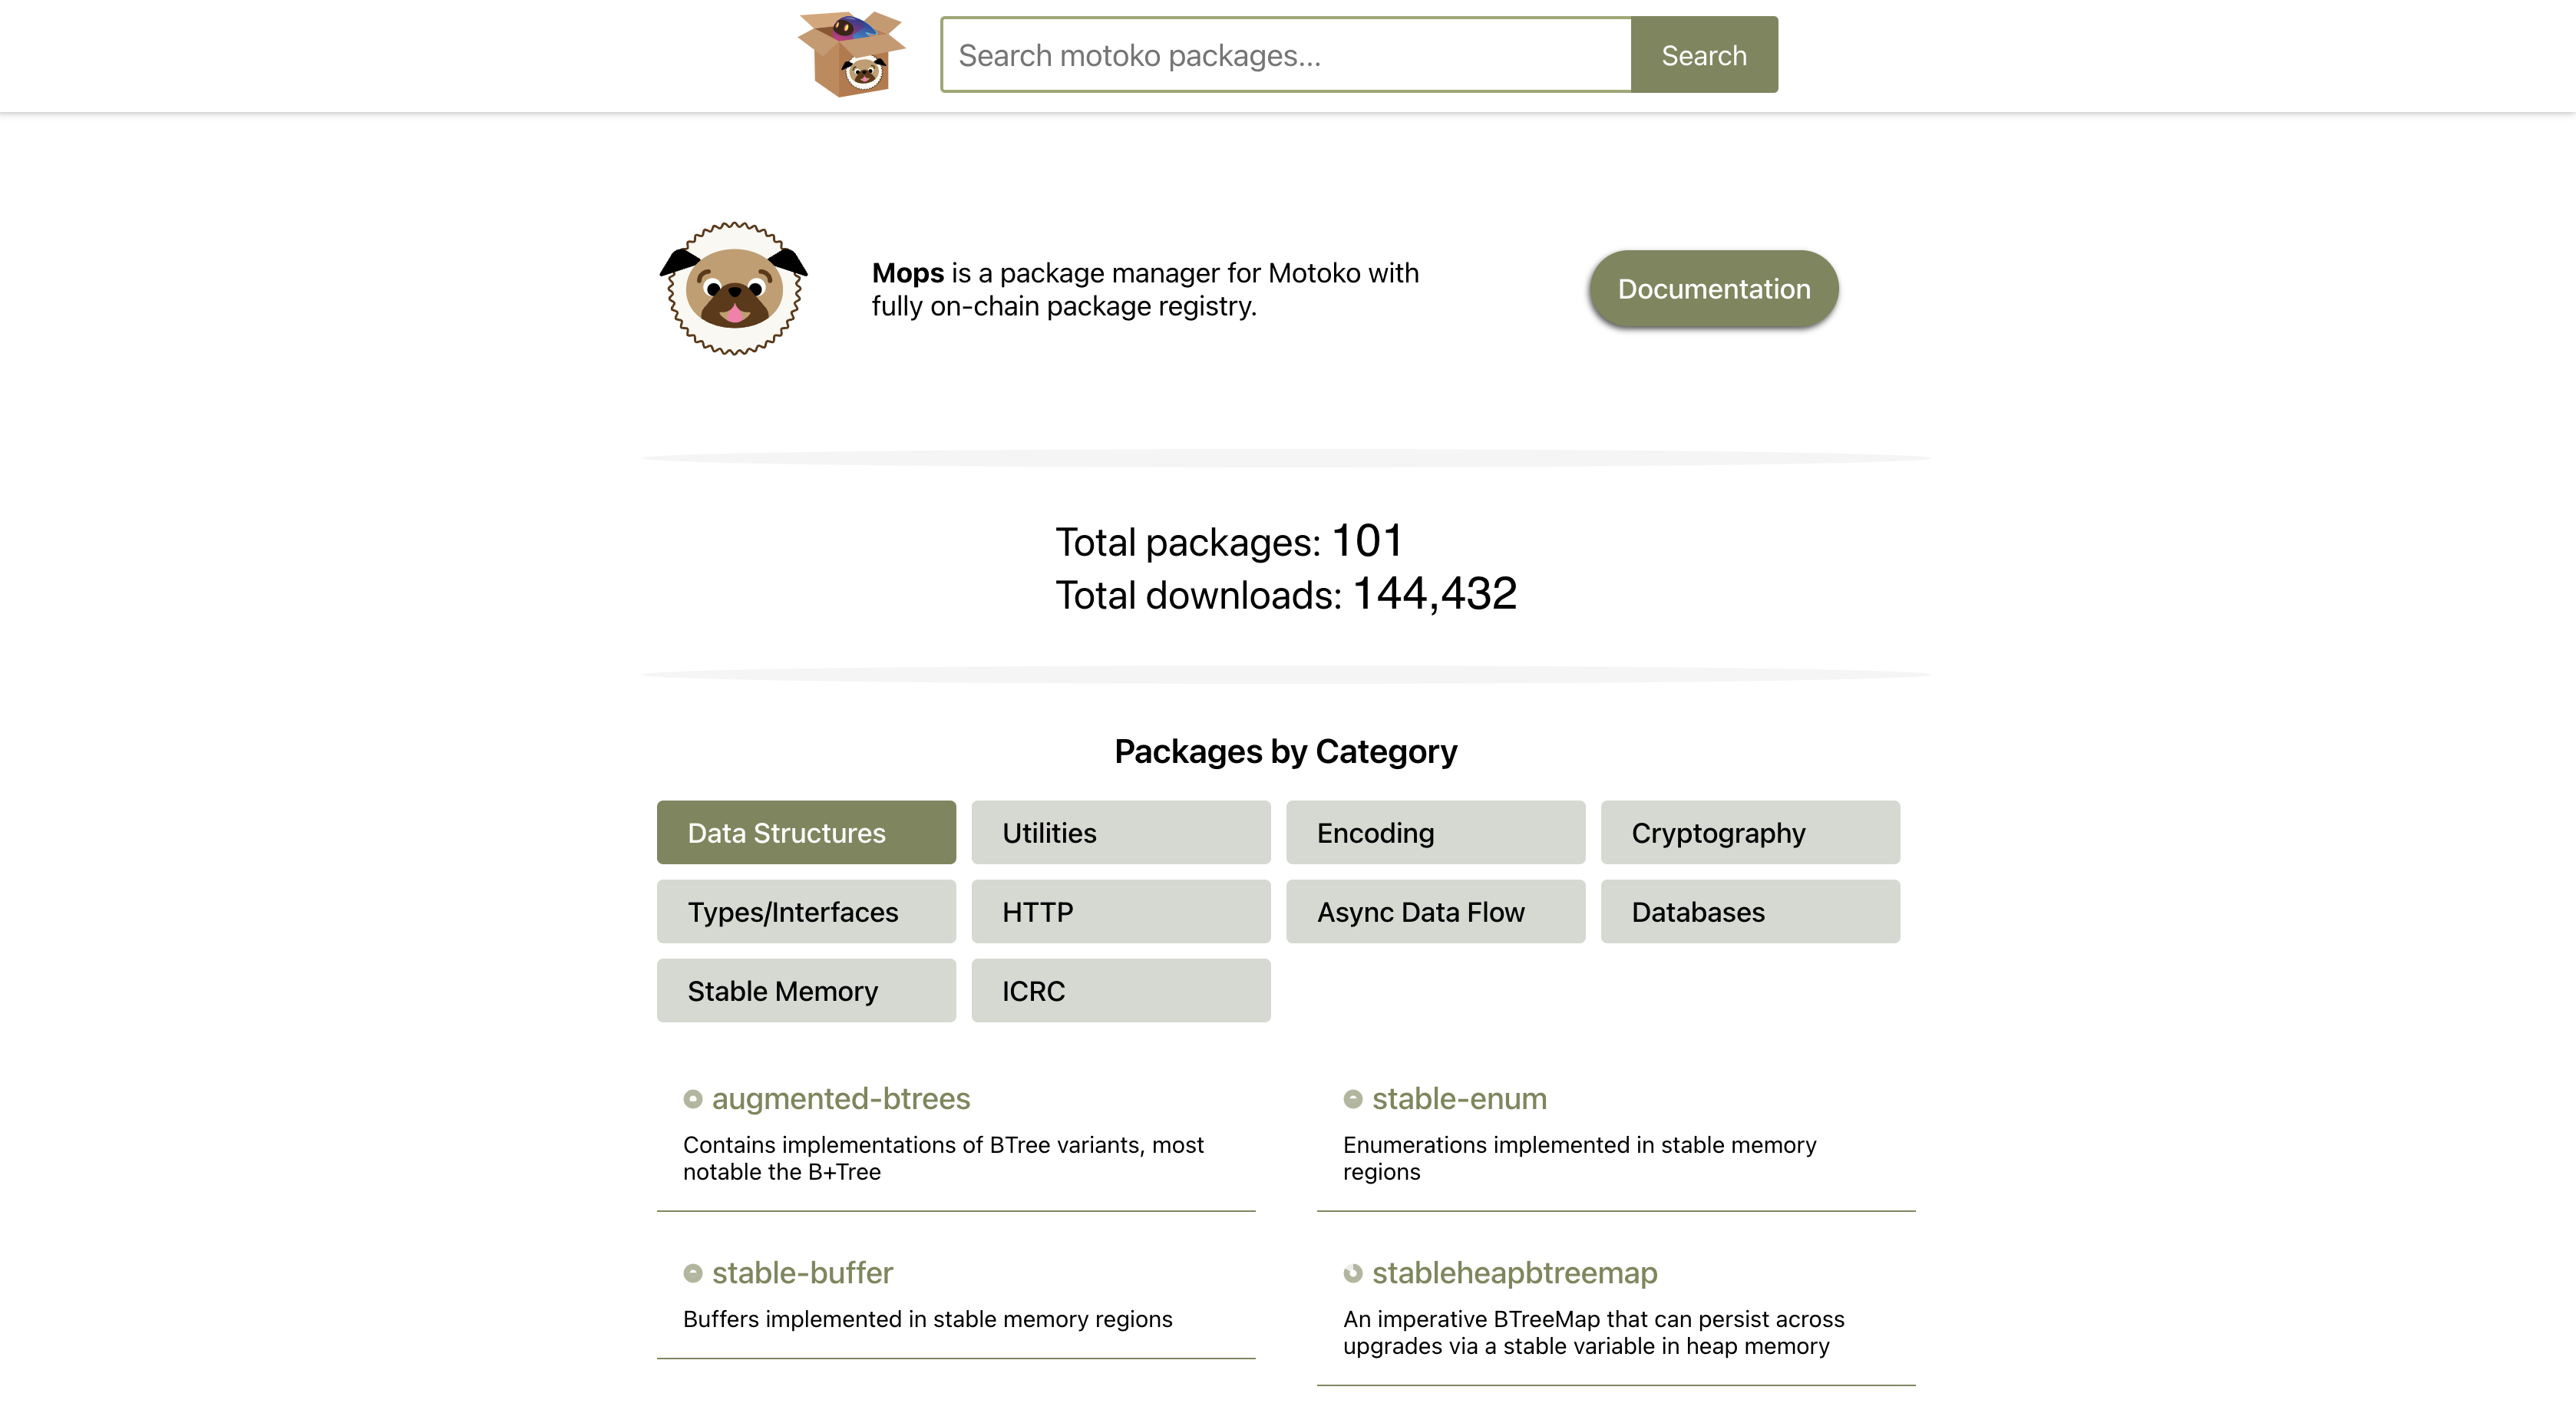 Search motoko packages...
Search
Mops is a package manager for Motoko with
fully on-chain package registry.
Documentation
Total packages: 101
Total downloads: 144,432
Packages by Category
Data Structures
Utilities
Encoding
Cryptography
Types/Interfaces
HTTP
Async Data Flow
Databases
Stable Memory
ICRC
augmented-btrees
Contains implementations of BTree variants, most
notable the B+Tree
stable-enum
Enumerations implemented in stable memory
regions
stable-buffer
Buffers implemented in stable memory regions
stableheapbtreemap
An imperative BTreeMap that can persist across
upgrades via a stable variable in heap memory